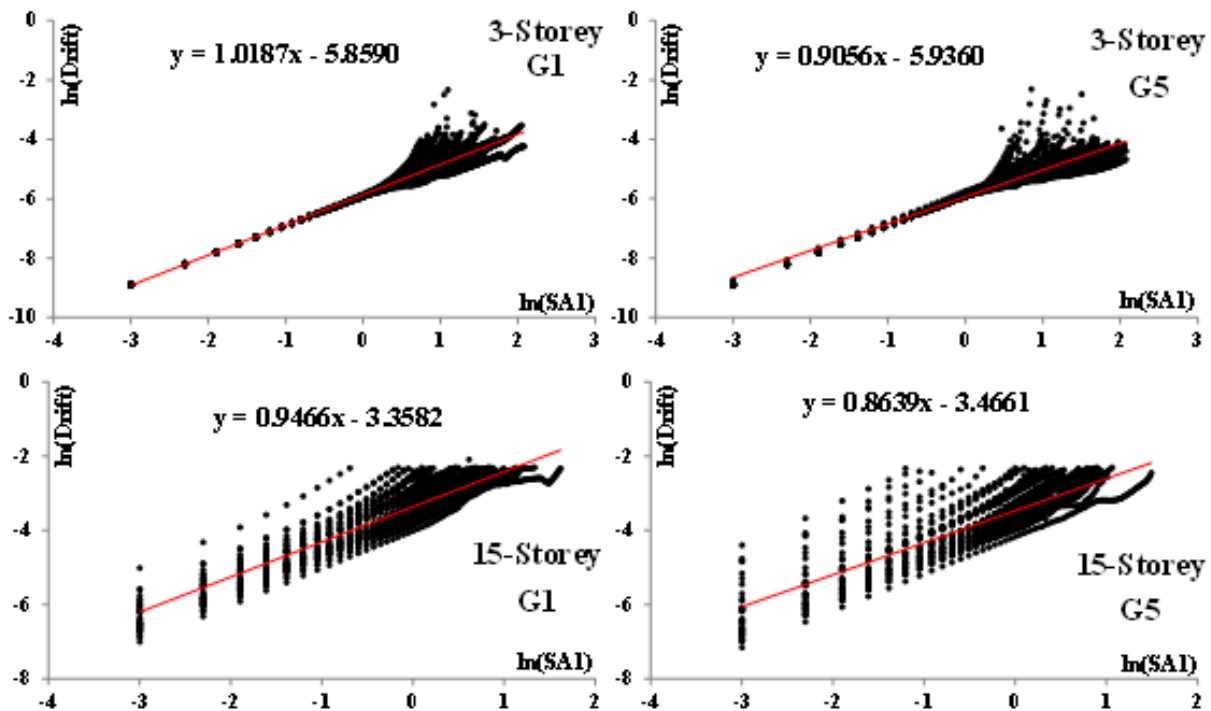 0
-2
-4
-6
-8
-10
ln(Drift)
y = 1.0187x - 5.8590
3-Storey
G1
ln(SA1)
-4
-3
-2
-1
0
1
2
3
0
-2
-4
-6
-8
-10
ln(Drift)
y = 0.9056x - 5.9360
3-Storey
G5
ln(SA1)
-4
-3
-2
-1
0
1
2
3
0
-2
-4
-6
-8
ln(Drift)
y = 0.9466x - 3.3582
15-Storey
G1
ln(SA1)
-4
-3
-2
-1
0
1
2
0
-2
-4
-6
-8
ln(Drift)
y = 0.8639x - 3.4661
15-Storey
G5
ln(SA1)
-4
-3
-2
-1
0
1
2